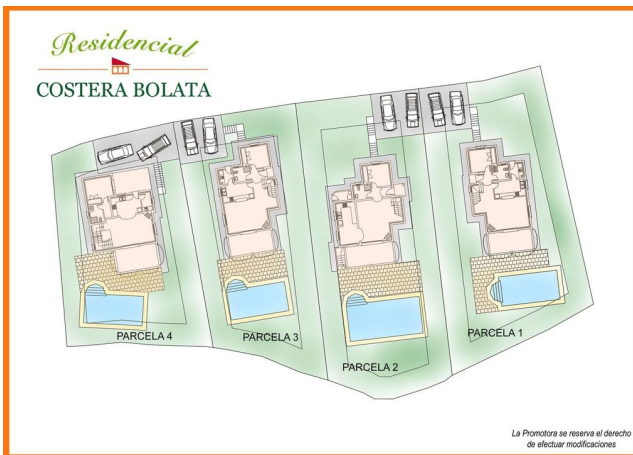 Residencial
COSTERA BOLATA
PARCELA 4
PARCELA 3
PARCELA 2
PARCELA 1
La Promotora se reserva el derecho
de efectuar modificaciones